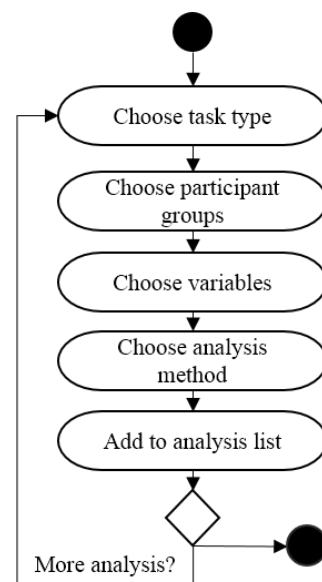 Choose task type
Choose participant
groups
Choose variables
Choose analysis
method
Add to analysis list
More analysis?